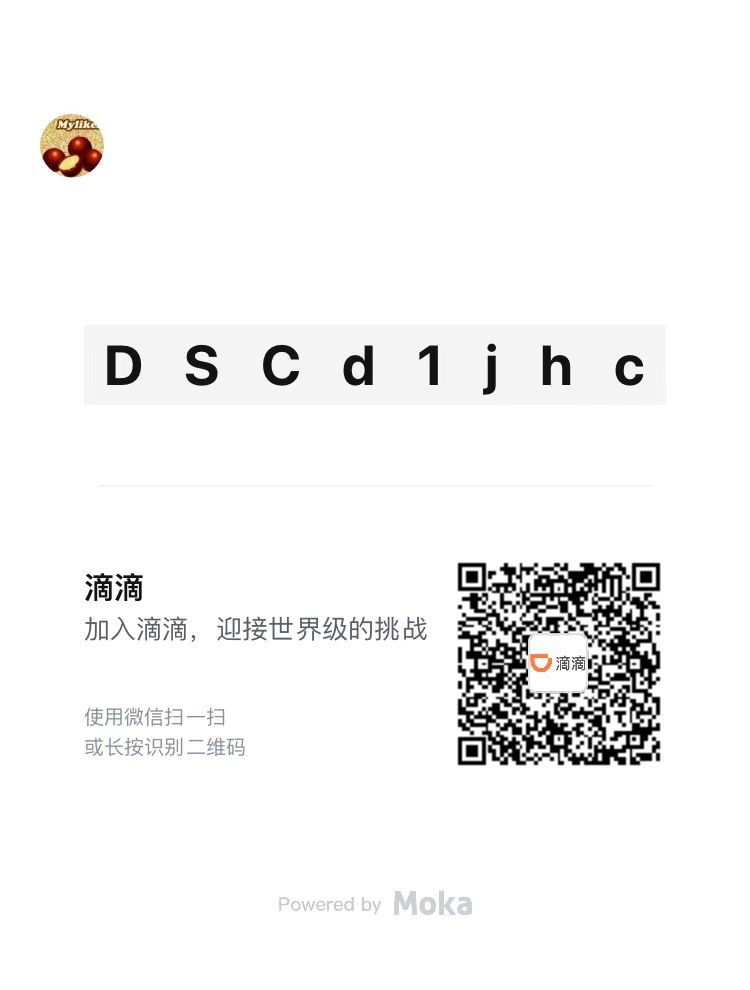 Mylikes
D S C d 1 j h c
滴滴
加入滴滴，迎接世界级的挑战
滴滴
使用微信扫一扫
或长按识别二维码
Powered by Moka